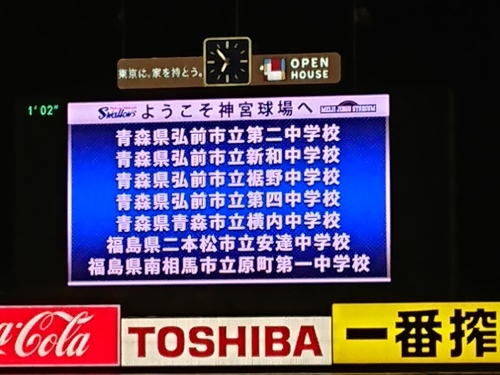 東京に、家を持とう。
OPEN
HOUSE
1'02"
Swallows ようこそ神宮球場へ MEIJI JINGU STADIUM
青森県弘前市立第二中学校
青森県弘前市立新和中学校
青森県弘前市立裾野中学校
青森県弘前市立第四中学校
青森県青森市立横内中学校
福島県二本松市立安達中学校
福島県南相馬市立原町第一中学校
Coca-Cola
TOSHIBA
一番搾